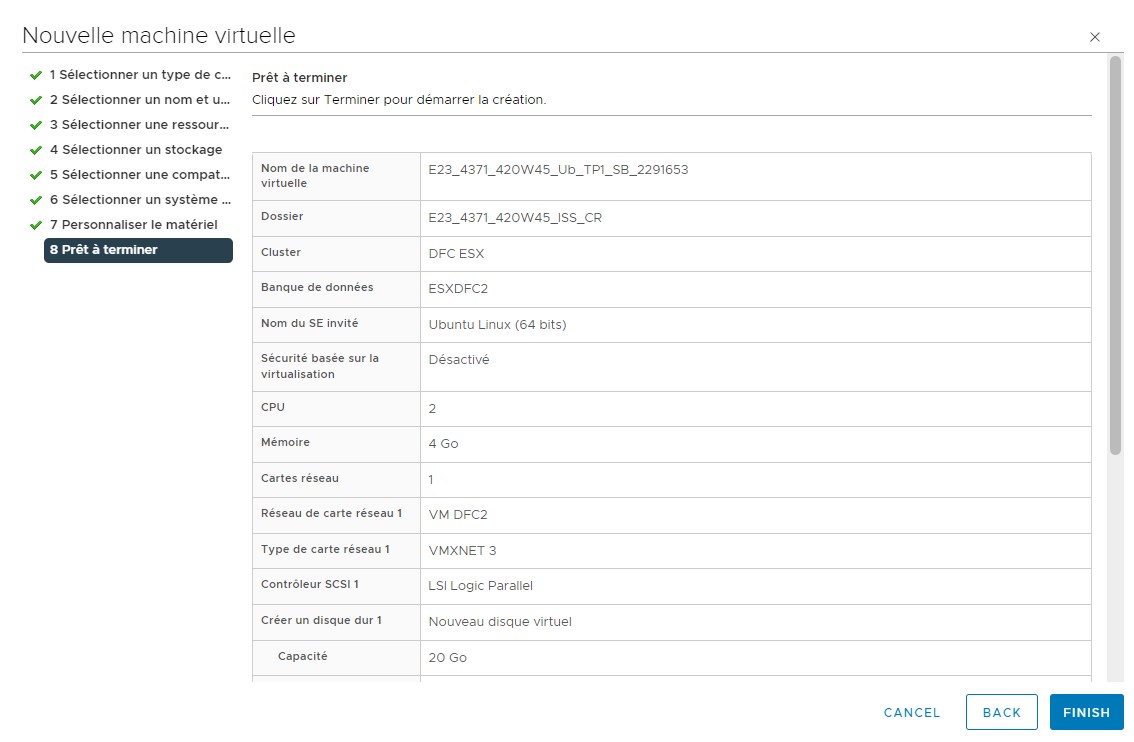 Nouvelle machine virtuelle
1 Sélectionner un type de c...
2 Sélectionner un nom et u...
3 Sélectionner une ressour...
4 Sélectionner un stockage
5 Sélectionner une compat...
6 Sélectionner un système ...
7 Personnaliser le matériel
8 Prêt à terminer
Prêt à terminer
Cliquez sur Terminer pour démarrer la création.
Nom de la machine
virtuelle
E23_4371_420W45_Ub_TP1_SB_2291653
Dossier
E23_4371_420W45_ISS_CR
Cluster
DFC ESX
Banque de données
ESXDFC2
Nom du SE invité
Ubuntu Linux (64 bits)
Sécurité basée sur la
virtualisation
Désactivé
CPU
2
Mémoire
4 Go
Cartes réseau
1
Réseau de carte réseau 1
VM DFC2
Type de carte réseau 1
VMXNET 3
Contrôleur SCSI 1
LSI Logic Parallel
Créer un disque dur 1
Nouveau disque virtuel
Capacité
20 Go
CANCEL
BACK
FINISH